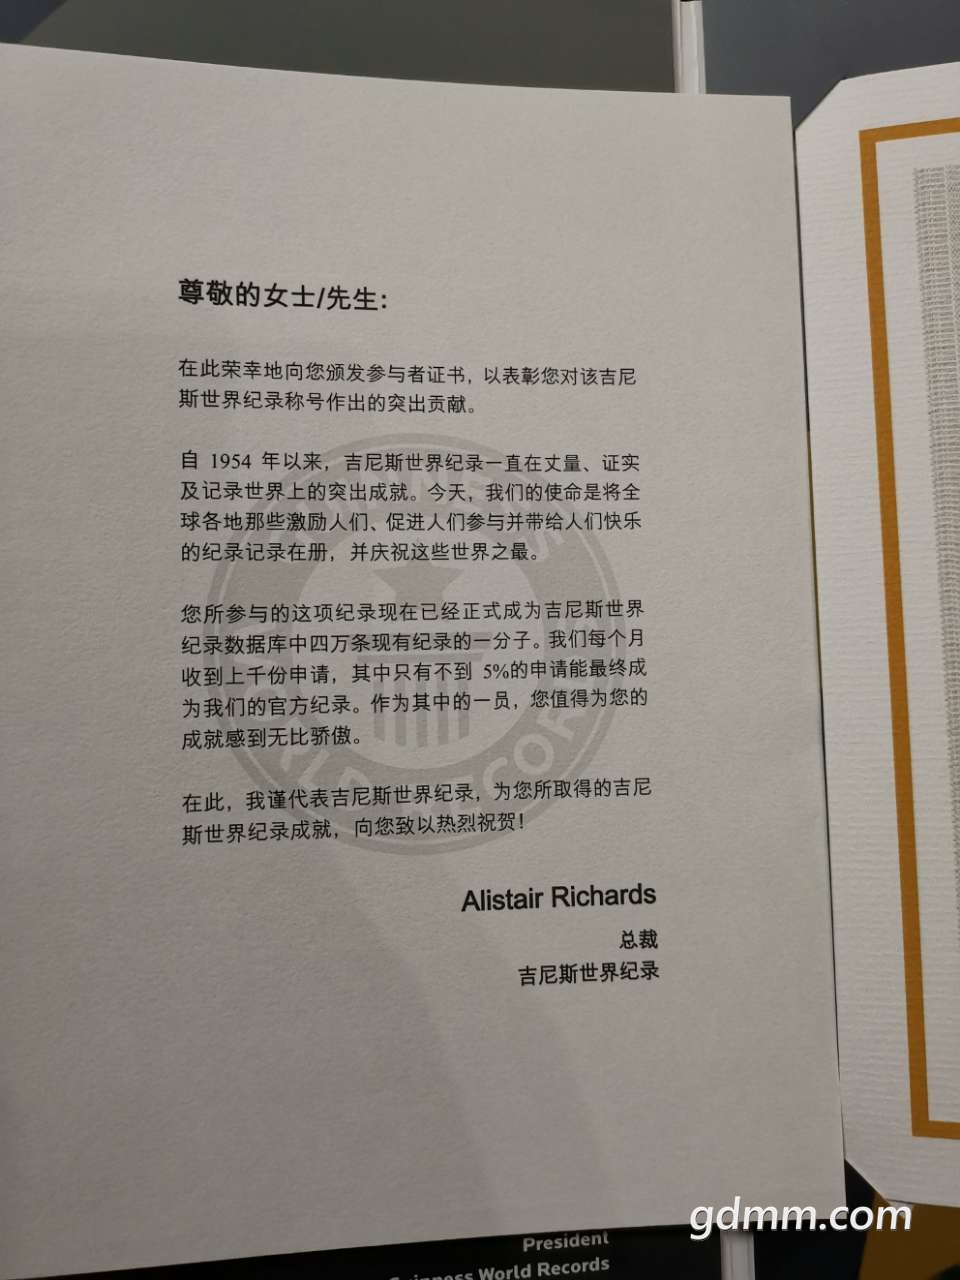 尊敬的女士/先生:
在此荣幸地向您颁发参与者证书，以表彰您对该吉尼
斯世界纪录称号作出的突出贡献。
自 1954 年以来，吉尼斯世界纪录一直在丈量、证实
及记录世界上的突出成就。今天，我们的使命是将全
球各地那些激励人们、促进人们参与并带给人们快乐
的纪录记录在册，并庆祝这些世界之最。
您所参与的这项纪录现在已经正式成为吉尼斯世界
纪录数据库中四万条现有纪录的一分子。我们每个月
收到上千份申请，其中只有不到 5%的申请能最终成
为我们的官方纪录。作为其中的一员，您值得为您的
成就感到无比骄傲。
在此，我谨代表吉尼斯世界纪录，为您所取得的吉尼
斯世界纪录成就，向您致以热烈祝贺！
Alistair Richards
总裁
吉尼斯世界纪录
gdmm.com
President
Guinness World Records